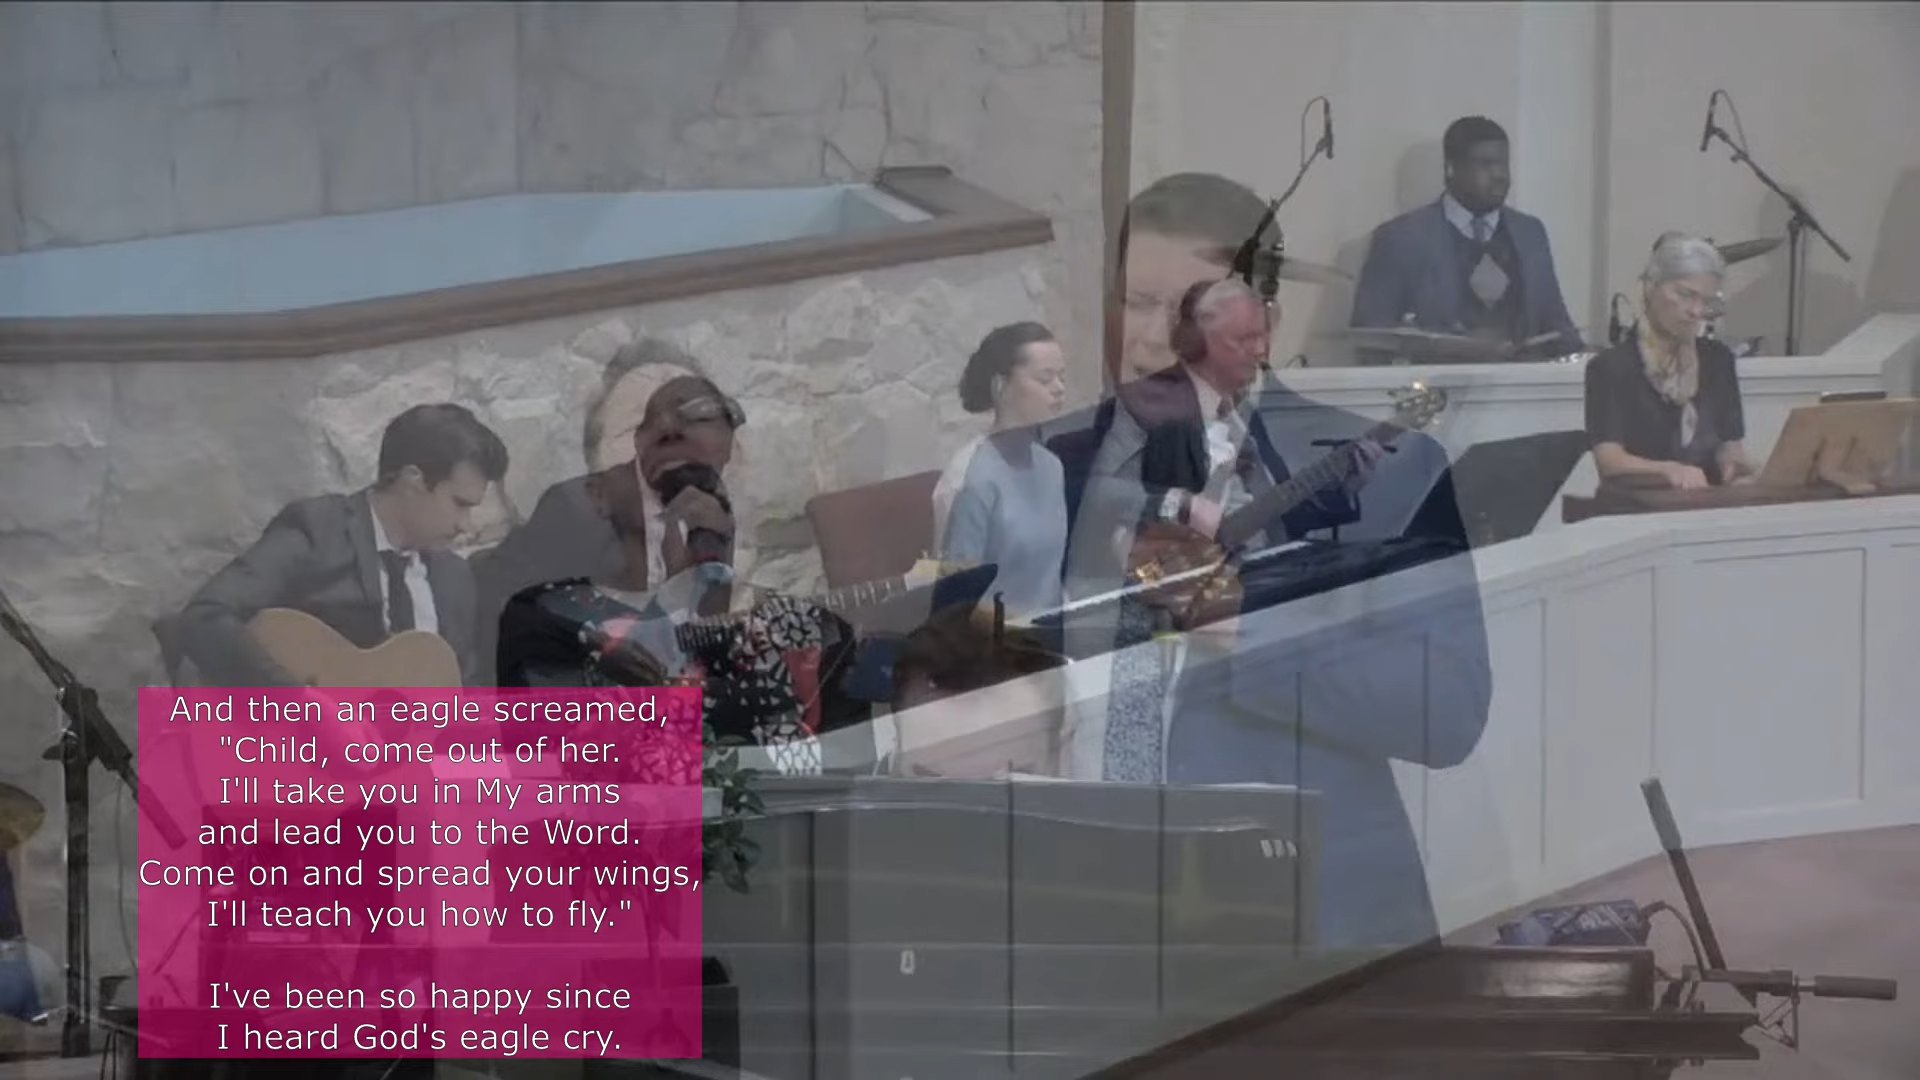 And then an eagle screamed,
"Child, come out of her.
I'll take you in My arms
and lead you to the Word.
Come on and spread your wings,
I'll teach you how to fly."
I've been so happy since
I heard God's eagle cry.